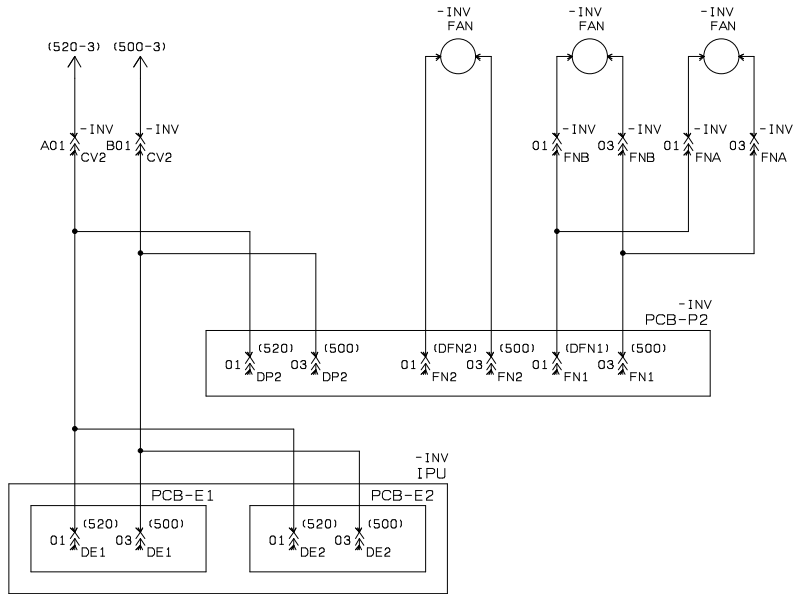 -INV -INV -INV
FAN FAN FAN
(520-3) (500-3)
-INV -INV -INV -INV -INV -INV
A01 B01 01 03 01 03
CV2 CV2 FNB FNB FNA FNA
-INV
PCB-P2
(520) (500) (DFN2) (500) (DFN1) (500)
01 03 01 03 01 03
DP2 DP2 FN2 FN2 FN1 FN1
-INV
IPU
PCB-E1 PCB-E2
(520) (500) (520) (500)
01 03 01 03
DE1 DE1 DE2 DE2